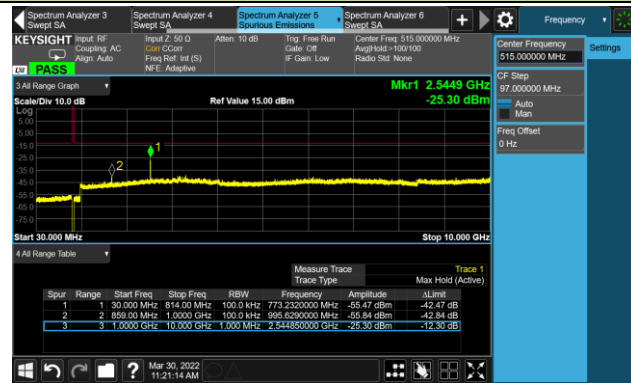 Spectrum Analyzer 3 Spectrum Analyzer 4 Spectrum Analyzer 5 Spectrum Analyzer 6 Frequency
Swept SA Swept SA Spurious Emissions Swept SA
KEYSIGHT Input: RF Input Z: 50 Ω Atten: 10 dB Trig: Free Run Center Freq: 515.000000 MHz
Coupling: AC Corr CCorr Gate: Off Avg|Hold >100/100
Align: Auto Freq Ref: Int (S) IF Gain: Low Radio Std: None
LXI PASS NFE: Adaptive
Center Frequency
515.000000 MHz
Settings
CF Step
97.000000 MHz
Auto
Man
Freq Offset
0 Hz
3 All Range Graph Mkr1 2.5449 GHz
Scale/Div 10.0 dB Ref Value 15.00 dBm -25.30 dBm
Log
5.00
-5.00
-15.0
-25.0
-35.0
-45.0
-55.0
-65.0
-75.0
1
2
Start 30.000 MHz Stop 10.000 GHz
4 All Range Table
Measure Trace Trace 1
Trace Type Max Hold (Active)
Spur Range Start Freq Stop Freq RBW Frequency Amplitude ΔLimit
1 1 30.000 MHz 814.00 MHz 100.0 kHz 773.2320000 MHz -55.47 dBm -42.47 dB
2 2 859.00 MHz 1.0000 GHz 100.0 kHz 995.6290000 MHz -55.84 dBm -42.84 dB
3 3 1.0000 GHz 10.000 GHz 1.000 MHz 2.544850000 GHz -25.30 dBm -12.30 dB
Mar 30, 2022
11:21:14 AM